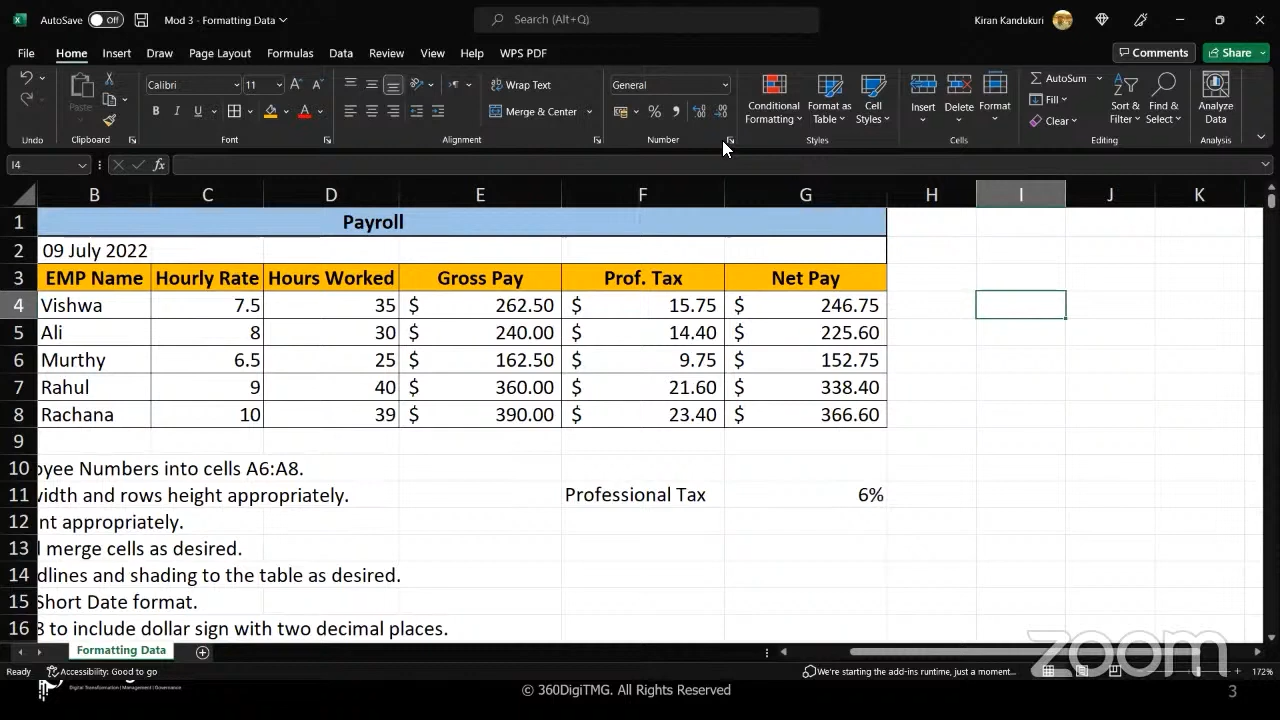 AutoSave Off Mod 3 - Formatting Data Search (Alt+Q) Kiran Kandukuri
File Home Insert Draw Page Layout Formulas Data Review View Help WPS PDF Comments Share
Calibri 11 Wrap Text General AutoSum
Paste B I U Merge & Center Conditional Formatting Format as Table Cell Styles Insert Delete Format Fill Clear Sort & Filter Find & Select Analyze Data
Undo Clipboard Font Alignment Number Styles Cells Editing Analysis
I4 fx
B C D E F G H I J K
1 Payroll
2 09 July 2022
3 EMP Name Hourly Rate Hours Worked Gross Pay Prof. Tax Net Pay
4 Vishwa 7.5 35 $ 262.50 $ 15.75 $ 246.75
5 Ali 8 30 $ 240.00 $ 14.40 $ 225.60
6 Murthy 6.5 25 $ 162.50 $ 9.75 $ 152.75
7 Rahul 9 40 $ 360.00 $ 21.60 $ 338.40
8 Rachana 10 39 $ 390.00 $ 23.40 $ 366.60
9
10 oyee Numbers into cells A6:A8.
11 width and rows height appropriately. Professional Tax 6%
12 nt appropriately.
13 l merge cells as desired.
14 dlines and shading to the table as desired.
15 Short Date format.
16 8 to include dollar sign with two decimal places.
Formatting Data
zoom
Ready Accessibility: Good to go We're starting the add-ins runtime, just a moment... 172%
Digital Transformation | Management | Governance
© 360DigiTMG. All Rights Reserved 3